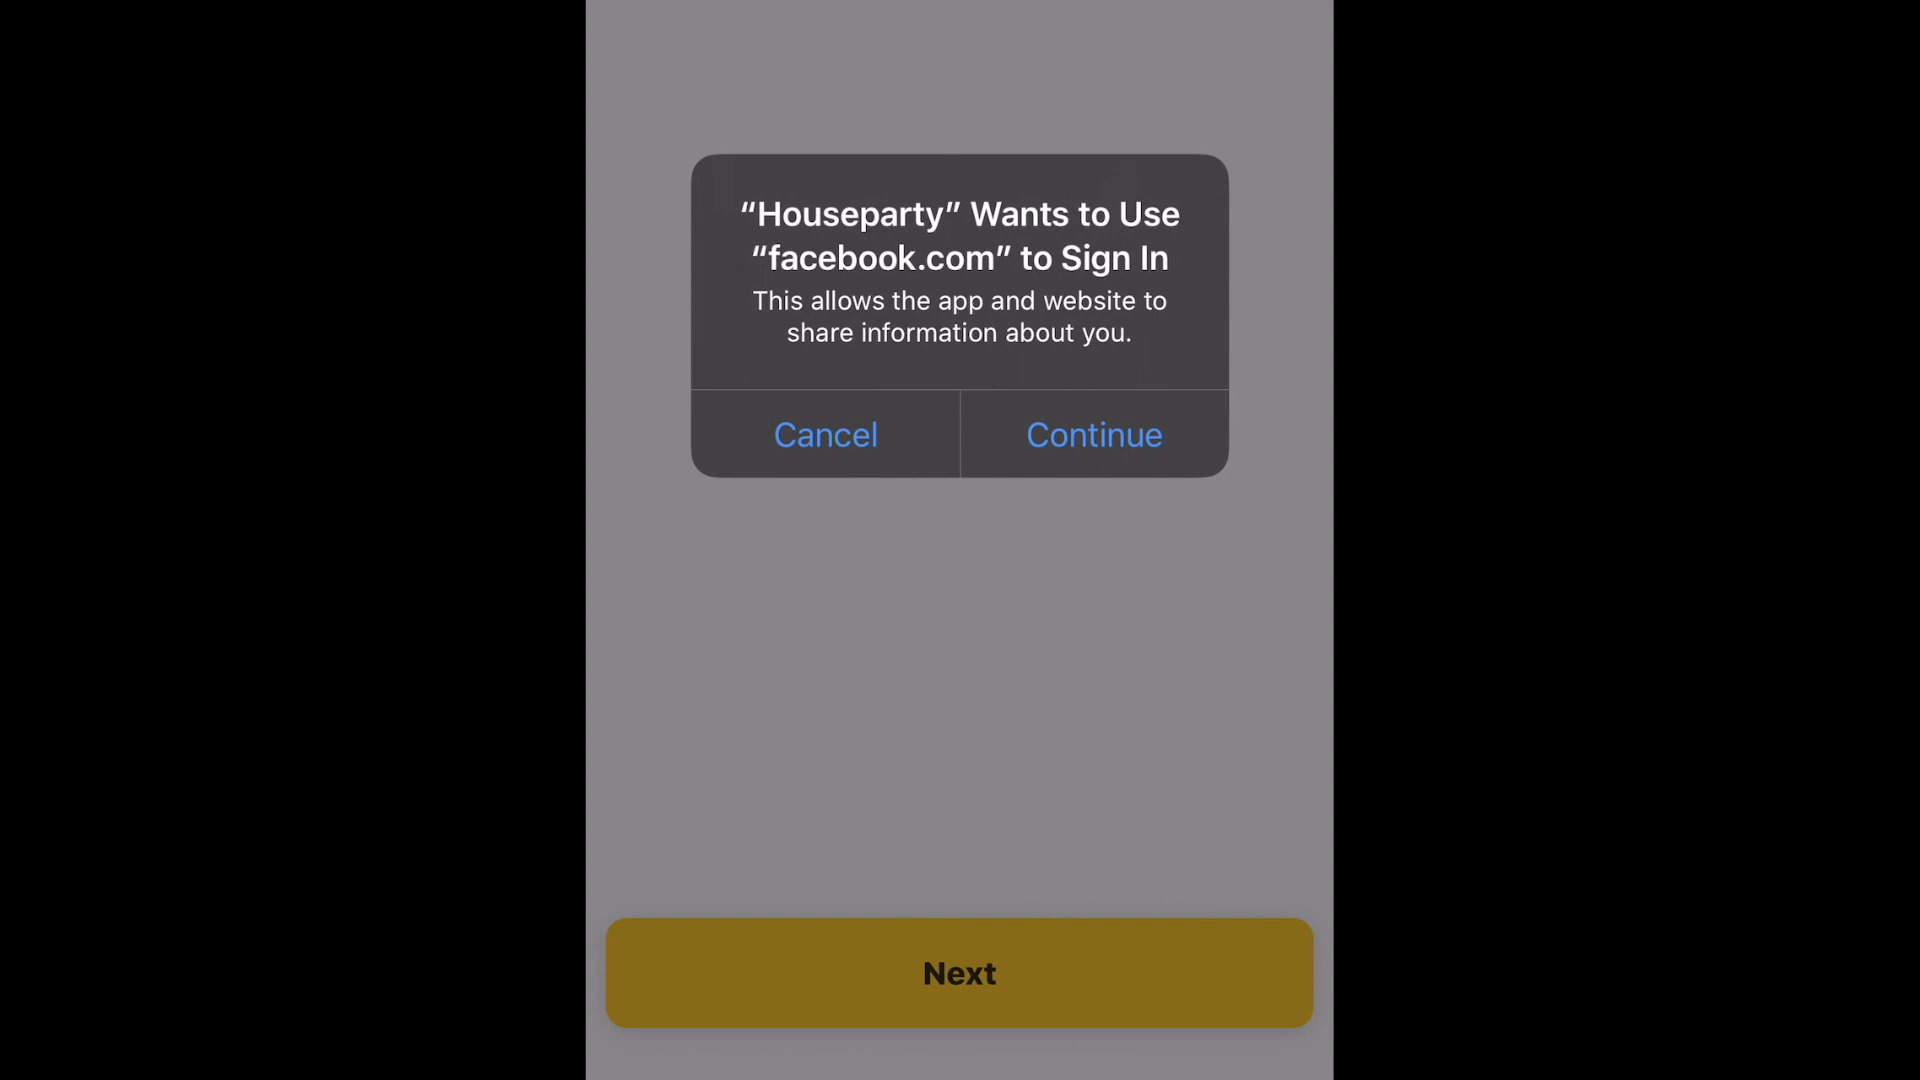 “Houseparty” Wants to Use
“facebook.com” to Sign In
This allows the app and website to
share information about you.
Cancel
Continue
Next